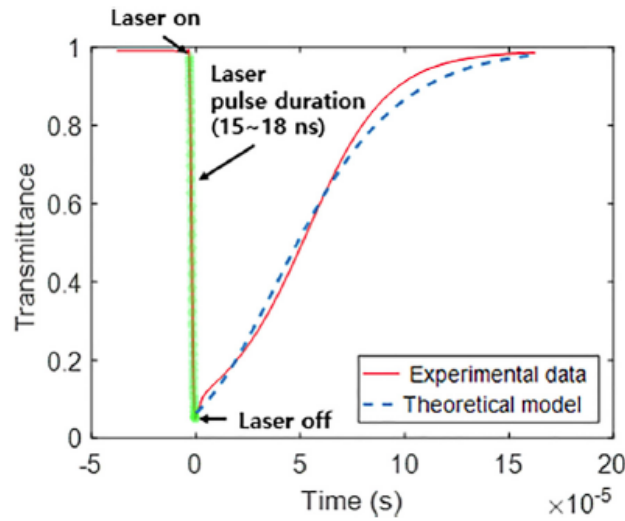 Laser on
1
Laser
pulse duration
(15~18 ns)
0.8
0.6
Transmittance
0.4
0.2
Experimental data
Theoretical model
Laser off
0
-5
0
5
10
15
20
Time (s)
×10⁻⁵